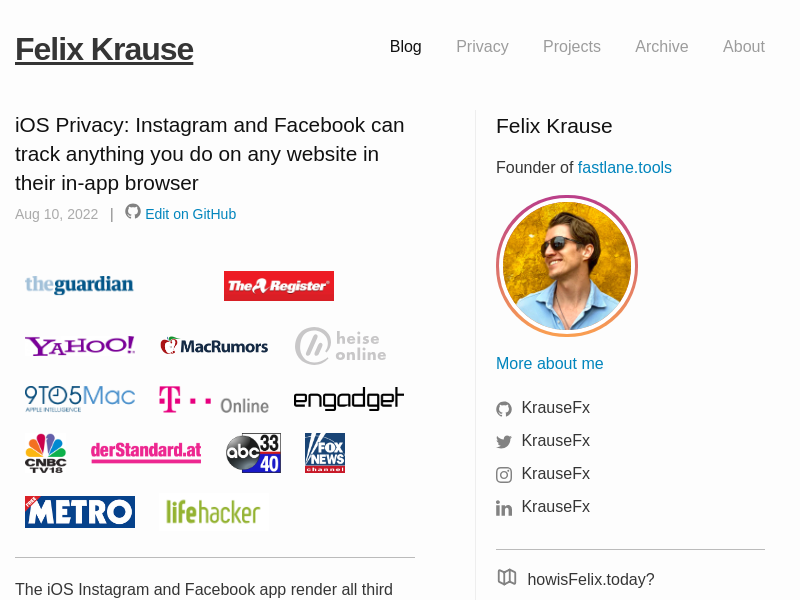 Felix Krause
Blog Privacy Projects Archive About
iOS Privacy: Instagram and Facebook can
track anything you do on any website in
their in-app browser
Aug 10, 2022 | Edit on GitHub
theguardian
The Register®
YAHOO!
MacRumors
heise
online
9TO5Mac
APPLE INTELLIGENCE
T Online
engadget
CNBC
TV18
derStandard.at
abc 33
40
FOX
NEWS
channel
FREE
METRO
lifehacker
The iOS Instagram and Facebook app render all third
Felix Krause
Founder of fastlane.tools
More about me
KrauseFx
KrauseFx
KrauseFx
KrauseFx
howisFelix.today?